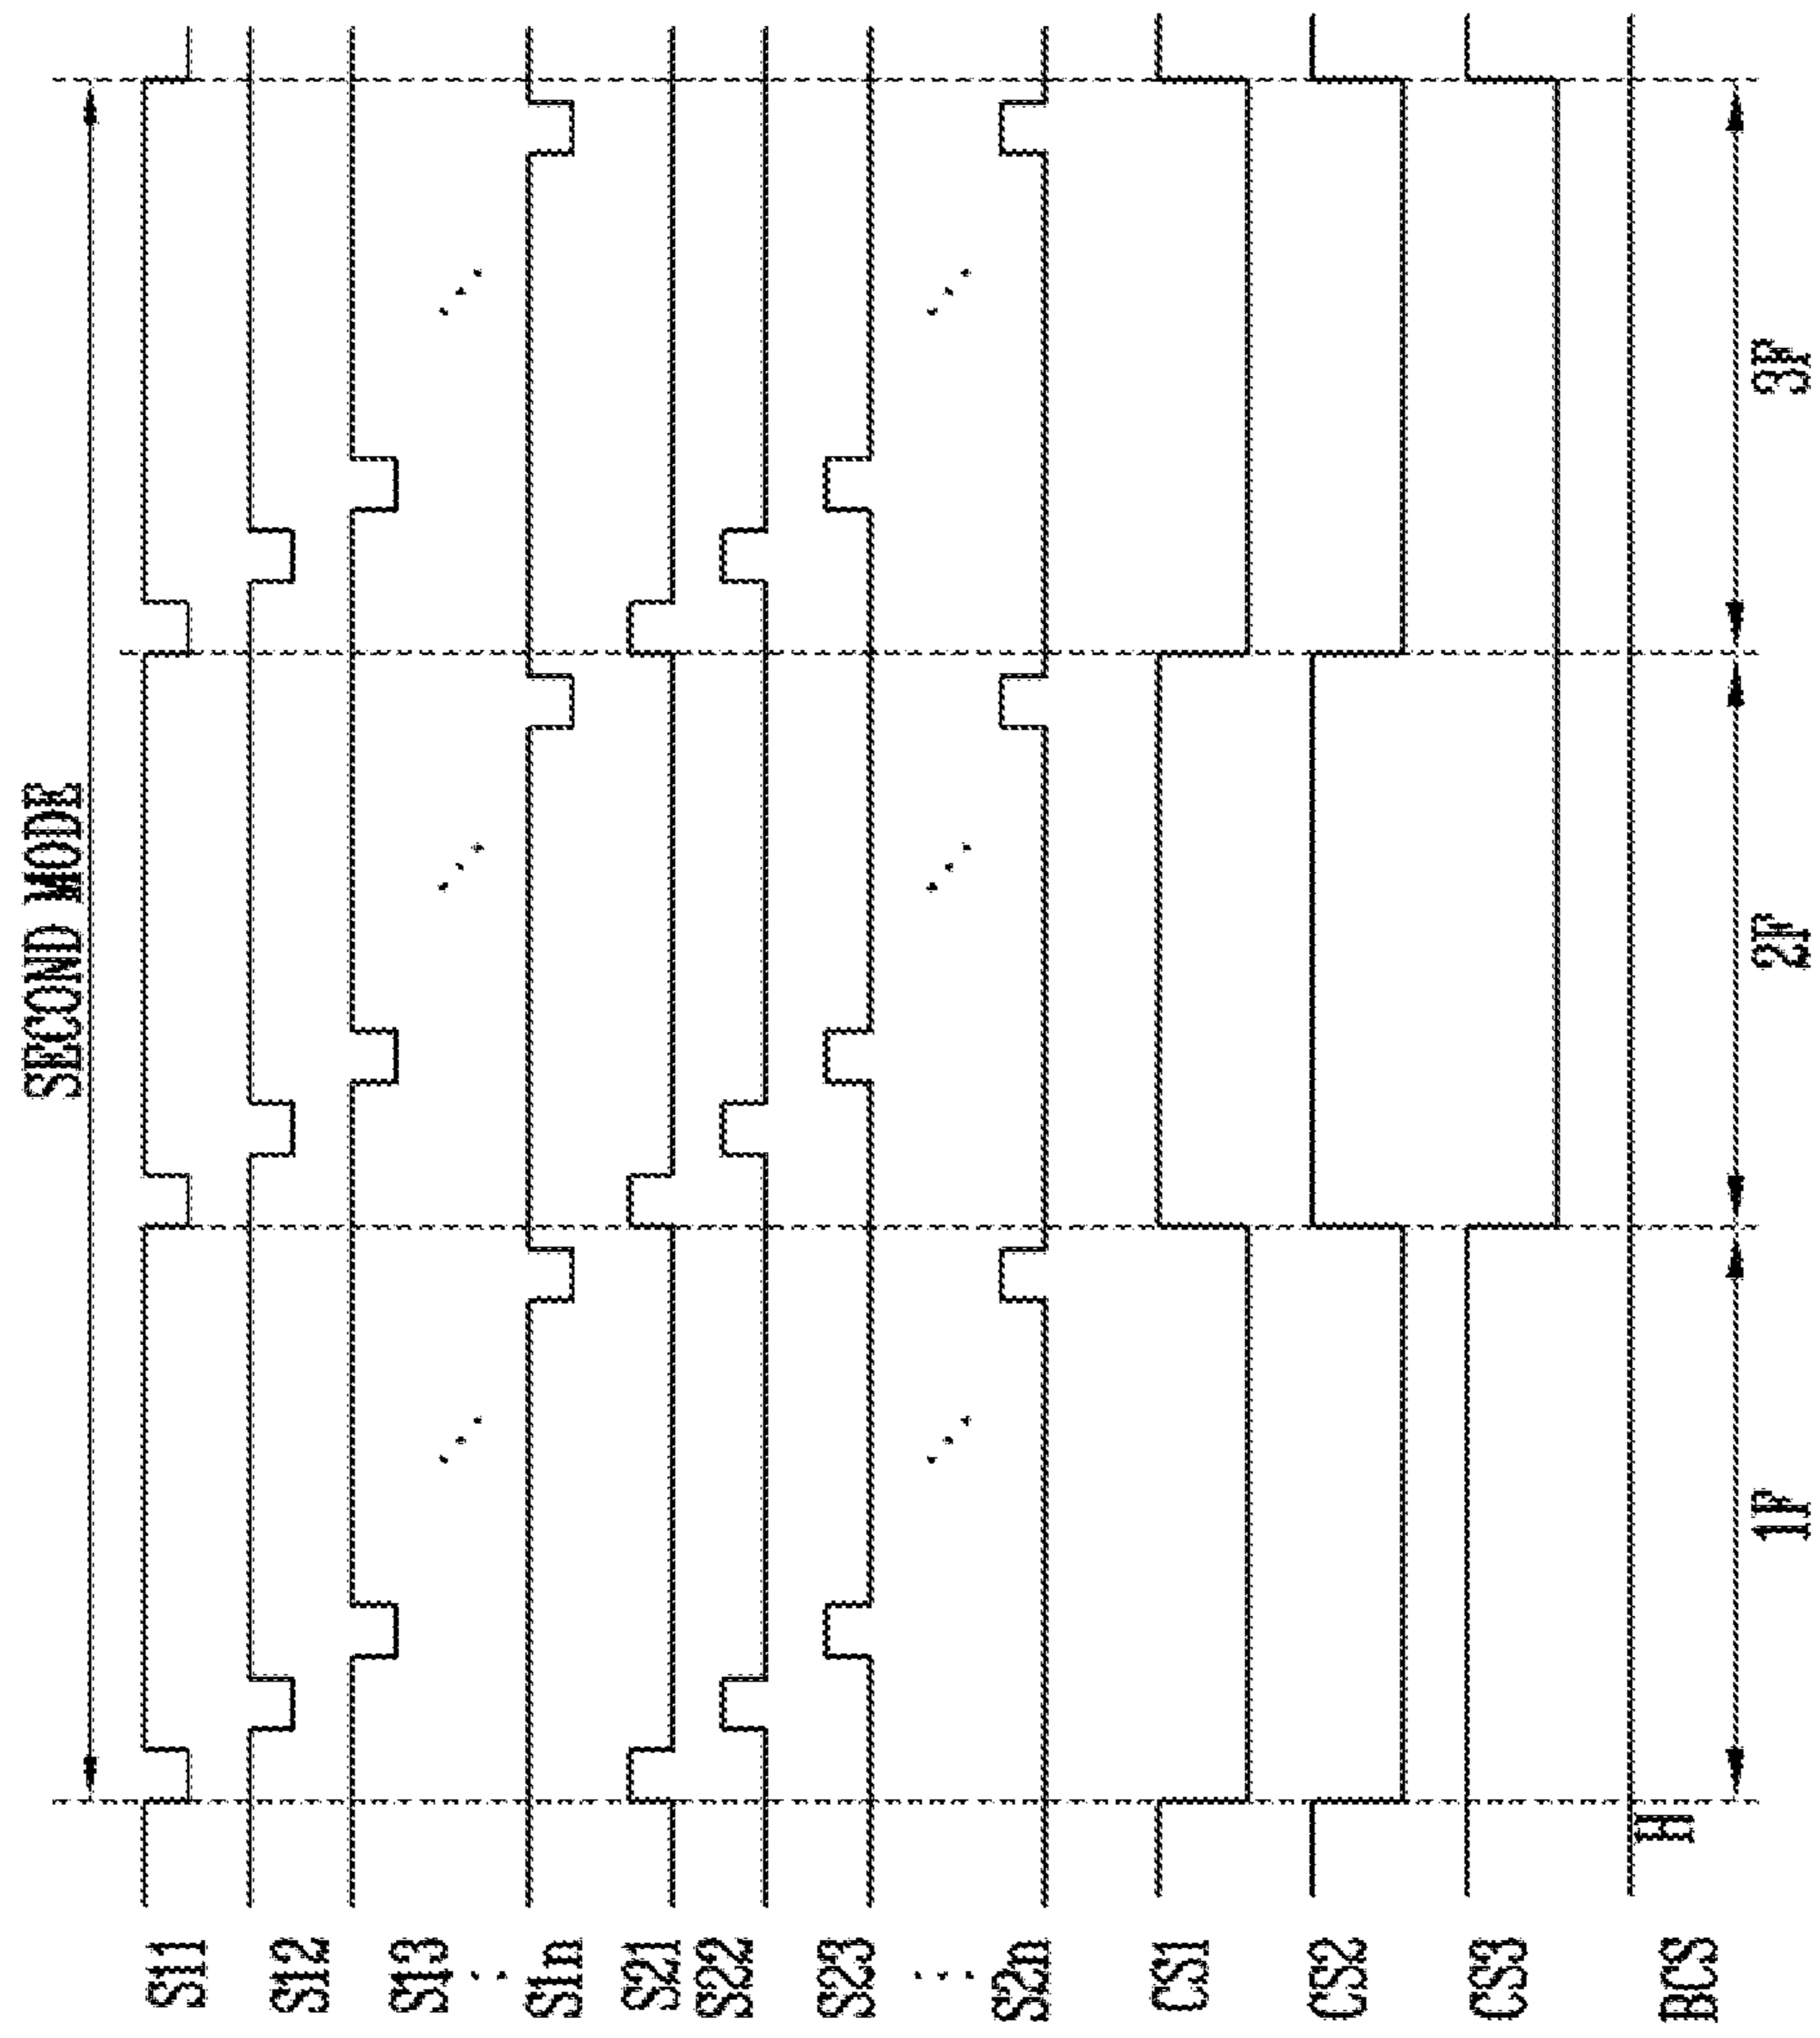 SECOND MODE
S11
S12
S13
⋮
S1n
S21
S22
S23
⋮
S2n
CS1
CS2
CS3
BCS
H
1F
2F
3F